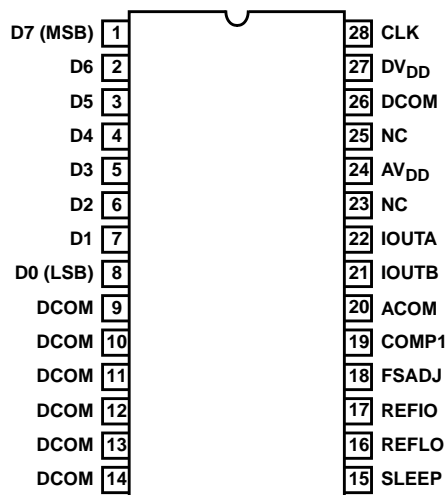 D7 (MSB) 1 28 CLK
D6 2 27 DVDD
D5 3 26 DCOM
D4 4 25 NC
D3 5 24 AVDD
D2 6 23 NC
D1 7 22 IOUTA
D0 (LSB) 8 21 IOUTB
DCOM 9 20 ACOM
DCOM 10 19 COMP1
DCOM 11 18 FSADJ
DCOM 12 17 REFIO
DCOM 13 16 REFLO
DCOM 14 15 SLEEP